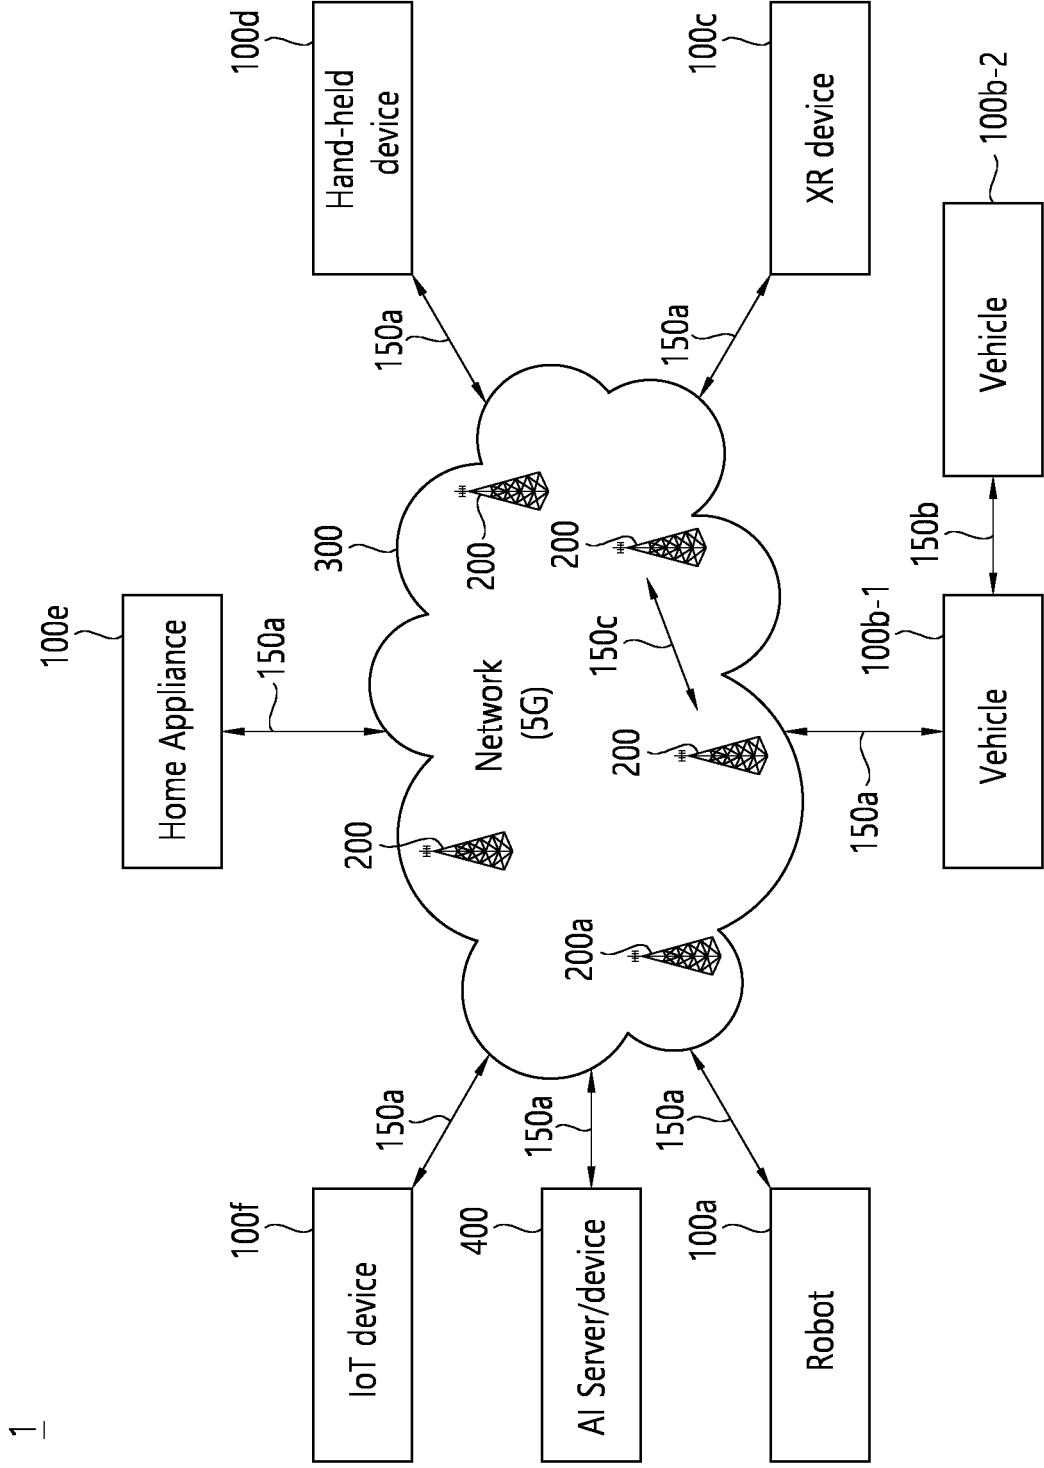 1
100e
Home Appliance
100f
150a
100d
300
IoT device
Hand-held
device
200
150a
150a
400
200
Network
(5G)
150a
200a
200
AI Server/device
150c
200
150a
150a
100a
100c
Robot
XR device
150a
100b-1
150b
Vehicle
Vehicle
100b-2